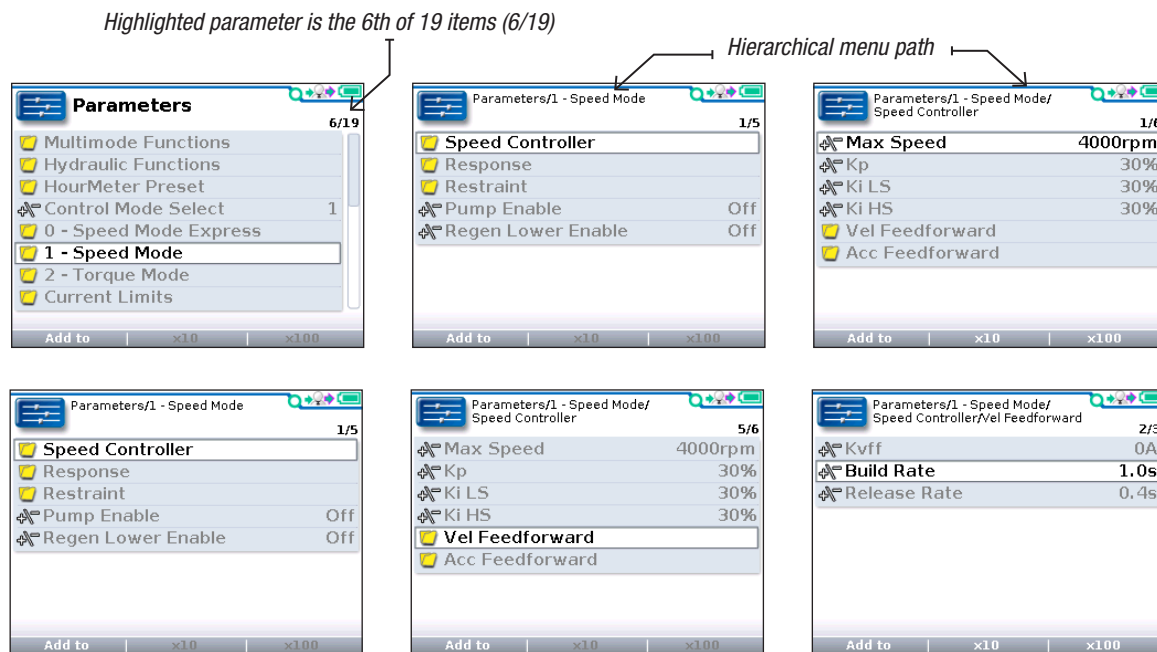 Highlighted parameter is the 6th of 19 items (6/19)
Hierarchical menu path
Parameters
6/19
Multimode Functions
Hydraulic Functions
HourMeter Preset
Control Mode Select 1
0 - Speed Mode Express
1 - Speed Mode
2 - Torque Mode
Current Limits
Add to | x10 | x100
Parameters/1 - Speed Mode
1/5
Speed Controller
Response
Restraint
Pump Enable Off
Regen Lower Enable Off
Add to | x10 | x100
Parameters/1 - Speed Mode/
Speed Controller
1/6
Max Speed 4000rpm
Kp 30%
Ki LS 30%
Ki HS 30%
Vel Feedforward
Acc Feedforward
Add to | x10 | x100
Parameters/1 - Speed Mode
1/5
Speed Controller
Response
Restraint
Pump Enable Off
Regen Lower Enable Off
Add to | x10 | x100
Parameters/1 - Speed Mode/
Speed Controller
5/6
Max Speed 4000rpm
Kp 30%
Ki LS 30%
Ki HS 30%
Vel Feedforward
Acc Feedforward
Add to | x10 | x100
Parameters/1 - Speed Mode/
Speed Controller/Vel Feedforward
2/3
Kvff 0A
Build Rate 1.0s
Release Rate 0.4s
Add to | x10 | x100